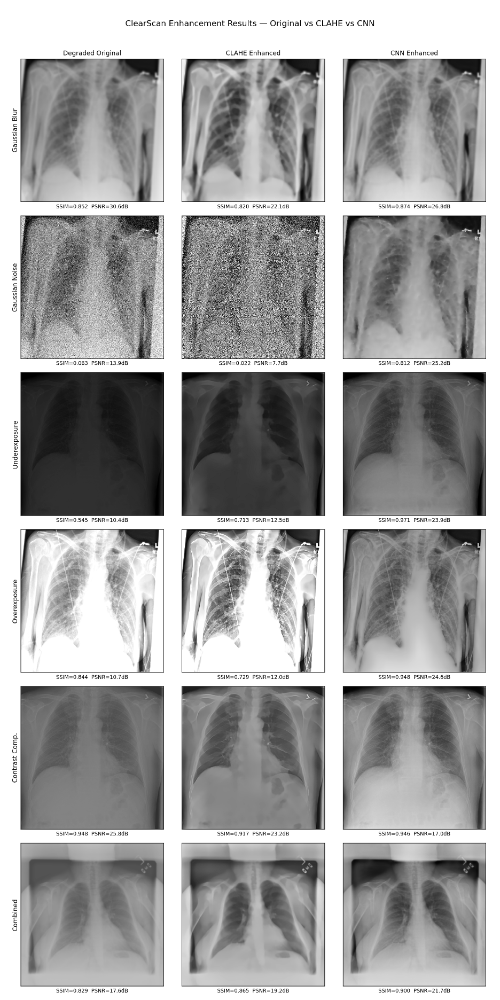 ClearScan Enhancement Results — Original vs CLAHE vs CNN
Degraded Original CLAHE Enhanced CNN Enhanced
Gaussian Blur
L
L
L
SSIM=0.852 PSNR=30.6dB SSIM=0.820 PSNR=22.1dB SSIM=0.874 PSNR=26.8dB
Gaussian Noise
L
L
L
SSIM=0.063 PSNR=13.9dB SSIM=0.022 PSNR=7.7dB SSIM=0.812 PSNR=25.2dB
Underexposure
SSIM=0.545 PSNR=10.4dB SSIM=0.713 PSNR=12.5dB SSIM=0.971 PSNR=23.9dB
Overexposure
L
L
L
SSIM=0.844 PSNR=10.7dB SSIM=0.729 PSNR=12.0dB SSIM=0.948 PSNR=24.6dB
Contrast Comp.
SSIM=0.948 PSNR=25.8dB SSIM=0.917 PSNR=23.2dB SSIM=0.946 PSNR=17.0dB
Combined
SSIM=0.829 PSNR=17.6dB SSIM=0.865 PSNR=19.2dB SSIM=0.900 PSNR=21.7dB